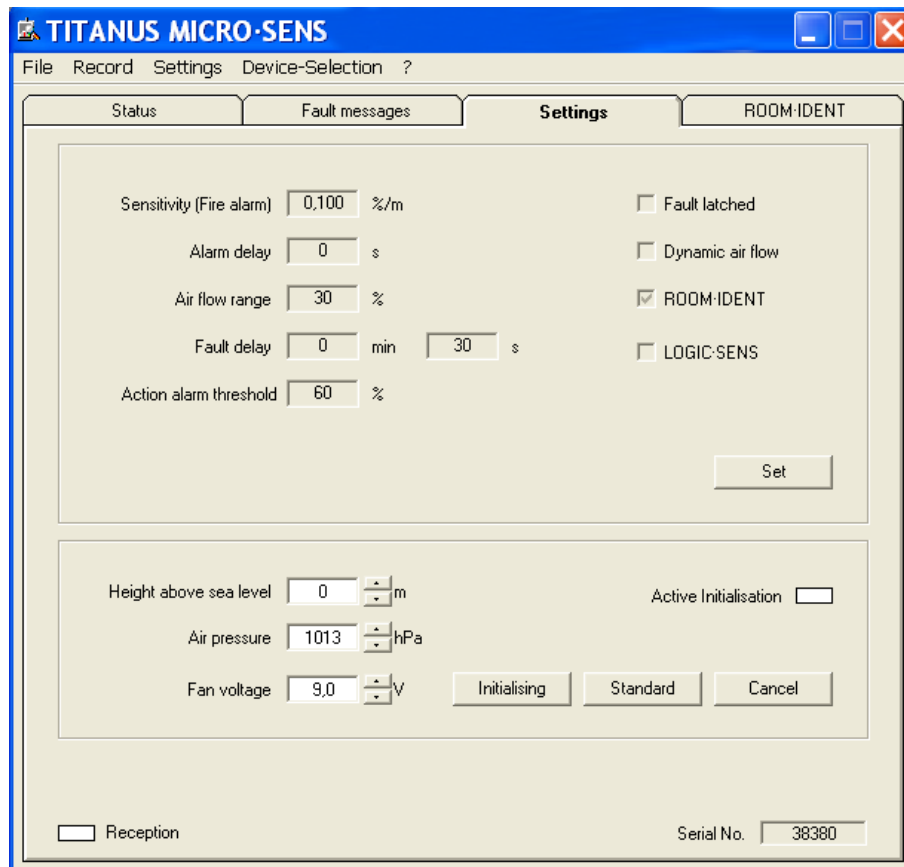 TITANUS MICRO·SENS
File Record Settings Device-Selection ?
Status Fault messages Settings ROOM·IDENT
Sensitivity (Fire alarm) 0,100 %/m Fault latched
Alarm delay 0 s Dynamic air flow
Air flow range 30 % ROOM·IDENT
Fault delay 0 min 30 s LOGIC·SENS
Action alarm threshold 60 %
Set
Height above sea level 0 m Active Initialisation
Air pressure 1013 hPa
Fan voltage 9,0 V Initialising Standard Cancel
Reception Serial No. 38380